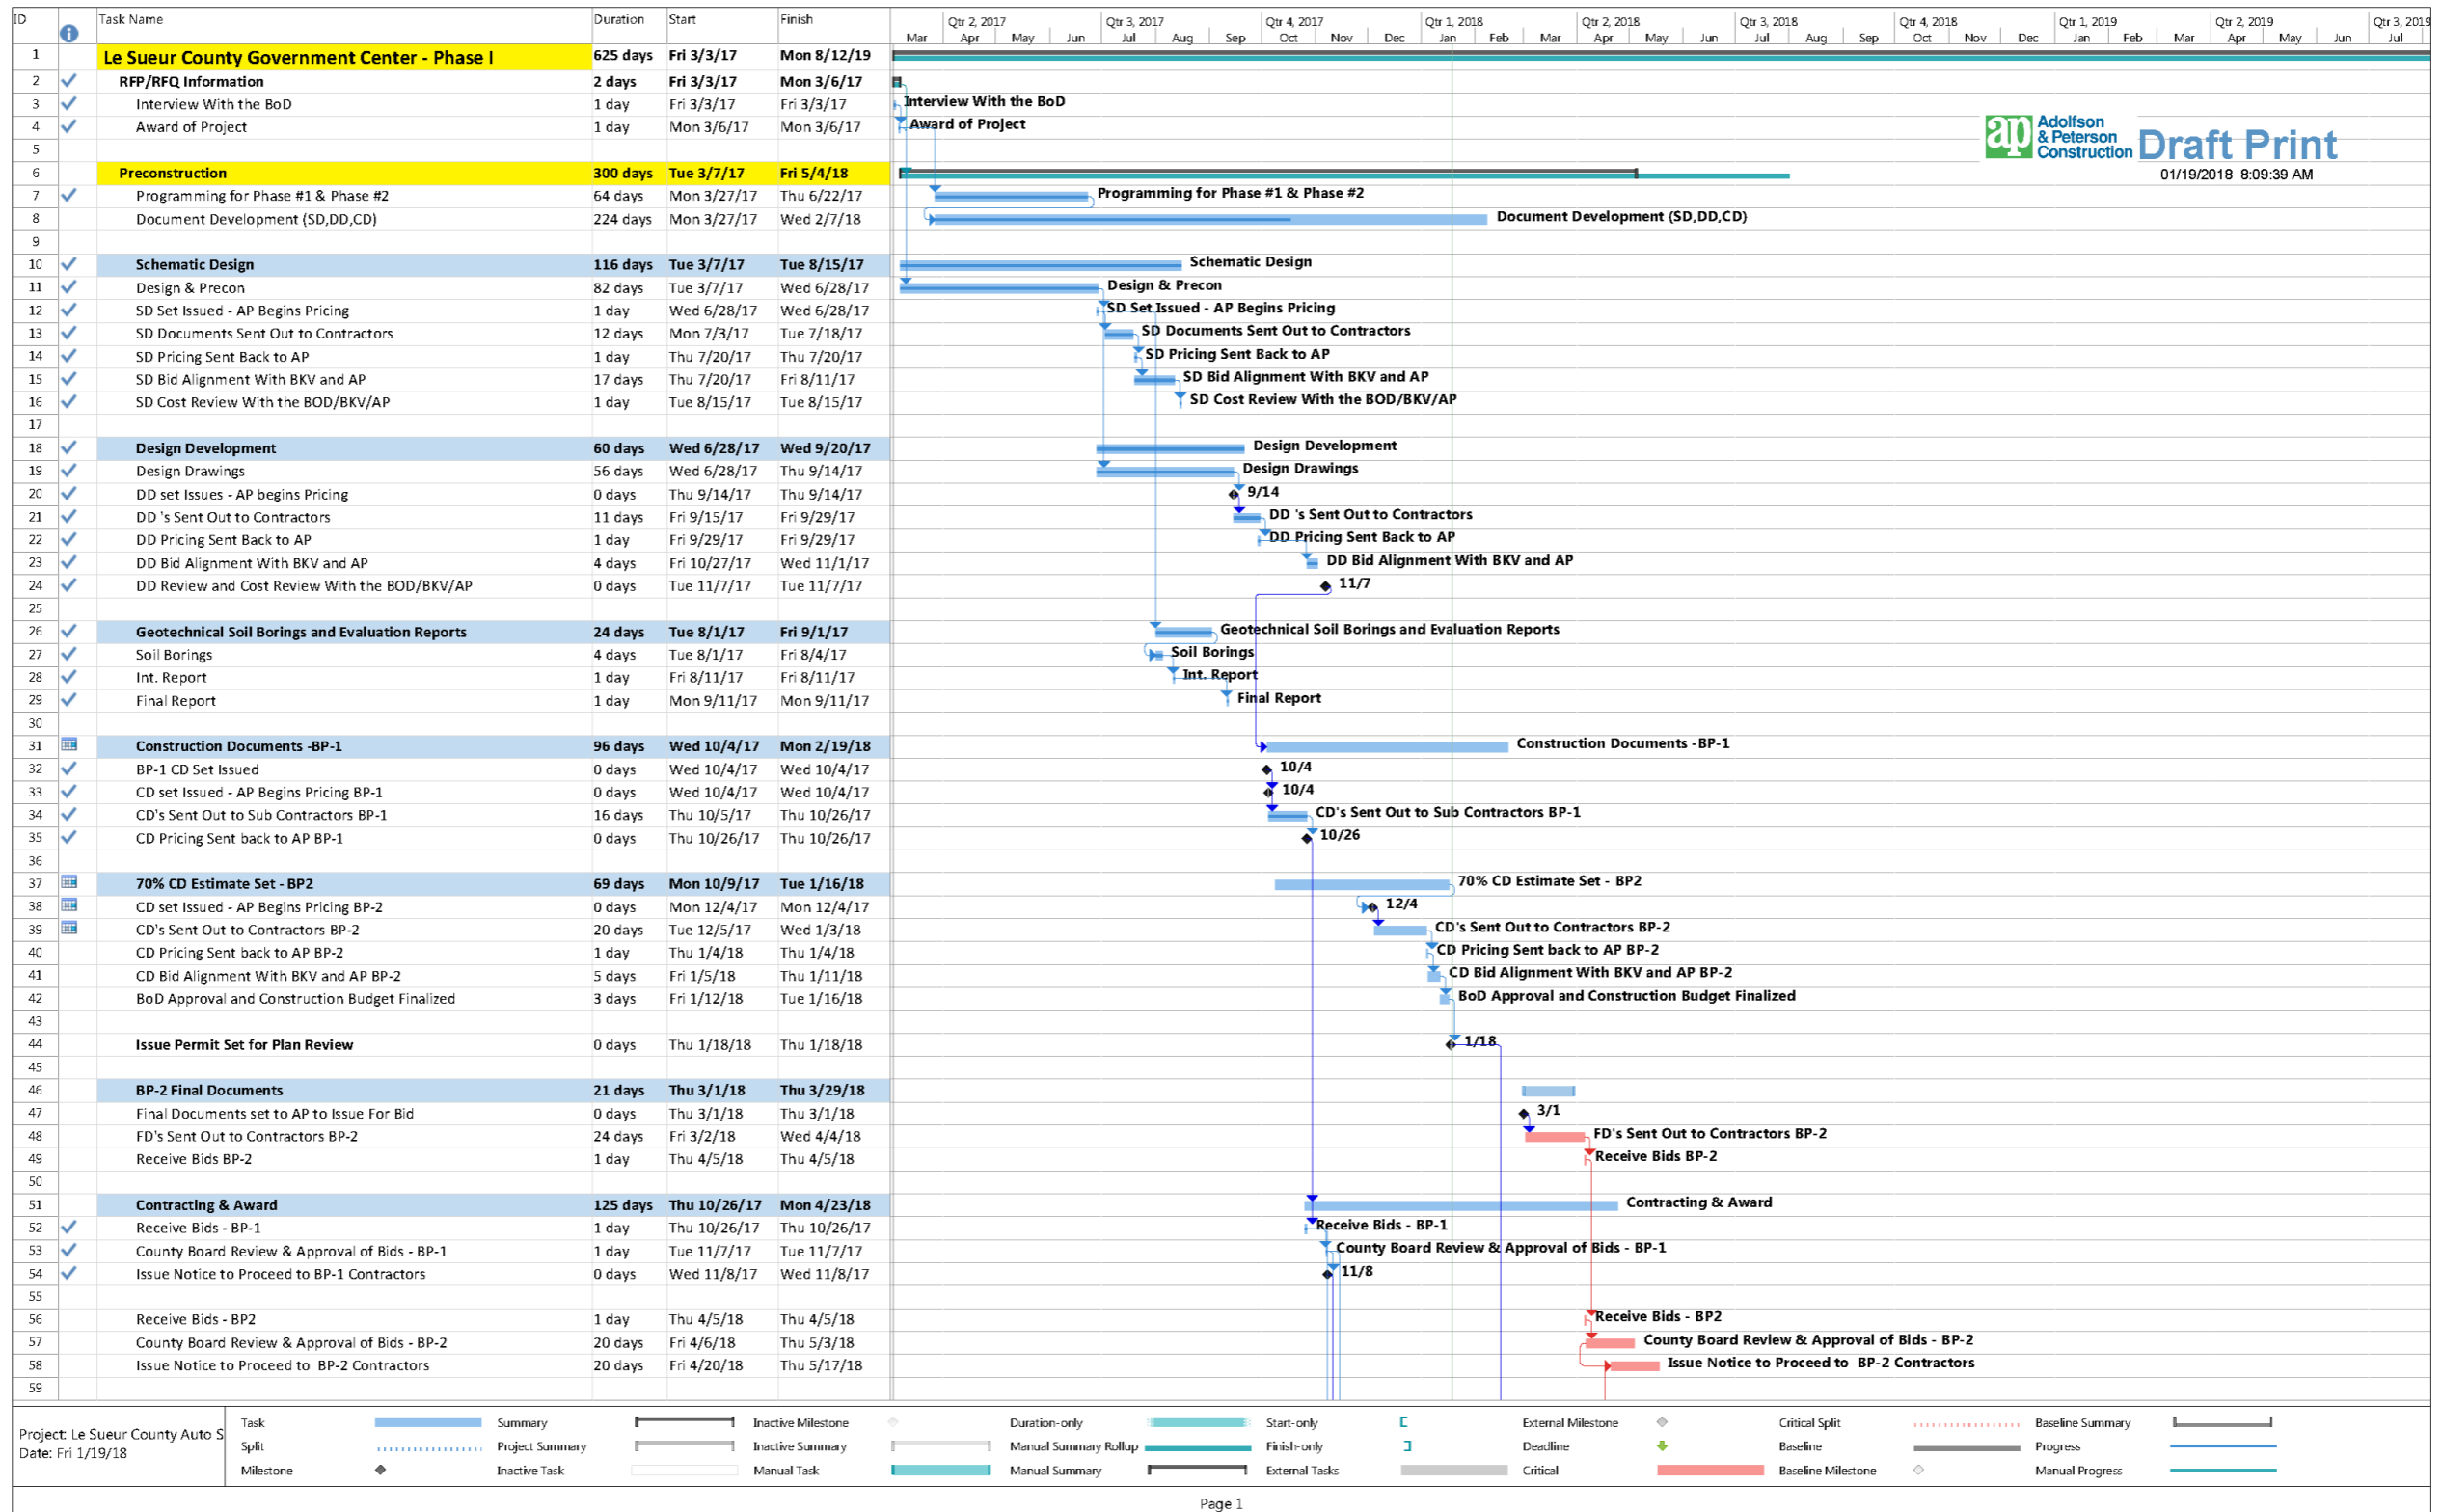 ID Task Name Duration Start Finish
Qtr 2, 2017 Qtr 3, 2017 Qtr 4, 2017 Qtr 1, 2018 Qtr 2, 2018 Qtr 3, 2018 Qtr 4, 2018 Qtr 1, 2019 Qtr 2, 2019 Qtr 3, 2019
Mar Apr May Jun Jul Aug Sep Oct Nov Dec Jan Feb Mar Apr May Jun Jul Aug Sep Oct Nov Dec Jan Feb Mar Apr May Jun Jul
1 Le Sueur County Government Center - Phase I 625 days Fri 3/3/17 Mon 8/12/19
2 RFP/RFQ Information 2 days Fri 3/3/17 Mon 3/6/17
3 Interview With the BoD 1 day Fri 3/3/17 Fri 3/3/17 Interview With the BoD
4 Award of Project 1 day Mon 3/6/17 Mon 3/6/17 Award of Project
ap Adolfson
& Peterson
Construction
Draft Print
01/19/2018 8:09:39 AM
5
6 Preconstruction 300 days Tue 3/7/17 Fri 5/4/18
7 Programming for Phase #1 & Phase #2 64 days Mon 3/27/17 Thu 6/22/17 Programming for Phase #1 & Phase #2
8 Document Development (SD,DD,CD) 224 days Mon 3/27/17 Wed 2/7/18 Document Development (SD,DD,CD)
9
10 Schematic Design 116 days Tue 3/7/17 Tue 8/15/17 Schematic Design
11 Design & Precon 82 days Tue 3/7/17 Wed 6/28/17 Design & Precon
12 SD Set Issued - AP Begins Pricing 1 day Wed 6/28/17 Wed 6/28/17 SD Set Issued - AP Begins Pricing
13 SD Documents Sent Out to Contractors 12 days Mon 7/3/17 Tue 7/18/17 SD Documents Sent Out to Contractors
14 SD Pricing Sent Back to AP 1 day Thu 7/20/17 Thu 7/20/17 SD Pricing Sent Back to AP
15 SD Bid Alignment With BKV and AP 17 days Thu 7/20/17 Fri 8/11/17 SD Bid Alignment With BKV and AP
16 SD Cost Review With the BOD/BKV/AP 1 day Tue 8/15/17 Tue 8/15/17 SD Cost Review With the BOD/BKV/AP
17
18 Design Development 60 days Wed 6/28/17 Wed 9/20/17 Design Development
19 Design Drawings 56 days Wed 6/28/17 Thu 9/14/17 Design Drawings
20 DD set Issues - AP begins Pricing 0 days Thu 9/14/17 Thu 9/14/17 9/14
21 DD 's Sent Out to Contractors 11 days Fri 9/15/17 Fri 9/29/17 DD 's Sent Out to Contractors
22 DD Pricing Sent Back to AP 1 day Fri 9/29/17 Fri 9/29/17 DD Pricing Sent Back to AP
23 DD Bid Alignment With BKV and AP 4 days Fri 10/27/17 Wed 11/1/17 DD Bid Alignment With BKV and AP
24 DD Review and Cost Review With the BOD/BKV/AP 0 days Tue 11/7/17 Tue 11/7/17 11/7
25
26 Geotechnical Soil Borings and Evaluation Reports 24 days Tue 8/1/17 Fri 9/1/17 Geotechnical Soil Borings and Evaluation Reports
27 Soil Borings 4 days Tue 8/1/17 Fri 8/4/17 Soil Borings
28 Int. Report 1 day Fri 8/11/17 Fri 8/11/17 Int. Report
29 Final Report 1 day Mon 9/11/17 Mon 9/11/17 Final Report
30
31 Construction Documents -BP-1 96 days Wed 10/4/17 Mon 2/19/18 Construction Documents -BP-1
32 BP-1 CD Set Issued 0 days Wed 10/4/17 Wed 10/4/17 10/4
33 CD set Issued - AP Begins Pricing BP-1 0 days Wed 10/4/17 Wed 10/4/17 10/4
34 CD's Sent Out to Sub Contractors BP-1 16 days Thu 10/5/17 Thu 10/26/17 CD's Sent Out to Sub Contractors BP-1
35 CD Pricing Sent back to AP BP-1 0 days Thu 10/26/17 Thu 10/26/17 10/26
36
37 70% CD Estimate Set - BP2 69 days Mon 10/9/17 Tue 1/16/18 70% CD Estimate Set - BP2
38 CD set Issued - AP Begins Pricing BP-2 0 days Mon 12/4/17 Mon 12/4/17 12/4
39 CD's Sent Out to Contractors BP-2 20 days Tue 12/5/17 Wed 1/3/18 CD's Sent Out to Contractors BP-2
40 CD Pricing Sent back to AP BP-2 1 day Thu 1/4/18 Thu 1/4/18 CD Pricing Sent back to AP BP-2
41 CD Bid Alignment With BKV and AP BP-2 5 days Fri 1/5/18 Thu 1/11/18 CD Bid Alignment With BKV and AP BP-2
42 BoD Approval and Construction Budget Finalized 3 days Fri 1/12/18 Tue 1/16/18 BoD Approval and Construction Budget Finalized
43
44 Issue Permit Set for Plan Review 0 days Thu 1/18/18 Thu 1/18/18 1/18
45
46 BP-2 Final Documents 21 days Thu 3/1/18 Thu 3/29/18
47 Final Documents set to AP to Issue For Bid 0 days Thu 3/1/18 Thu 3/1/18 3/1
48 FD's Sent Out to Contractors BP-2 24 days Fri 3/2/18 Wed 4/4/18 FD's Sent Out to Contractors BP-2
49 Receive Bids BP-2 1 day Thu 4/5/18 Thu 4/5/18 Receive Bids BP-2
50
51 Contracting & Award 125 days Thu 10/26/17 Mon 4/23/18 Contracting & Award
52 Receive Bids - BP-1 1 day Thu 10/26/17 Thu 10/26/17 Receive Bids - BP-1
53 County Board Review & Approval of Bids - BP-1 1 day Tue 11/7/17 Tue 11/7/17 County Board Review & Approval of Bids - BP-1
54 Issue Notice to Proceed to BP-1 Contractors 0 days Wed 11/8/17 Wed 11/8/17 11/8
55
56 Receive Bids - BP2 1 day Thu 4/5/18 Thu 4/5/18 Receive Bids - BP2
57 County Board Review & Approval of Bids - BP-2 20 days Fri 4/6/18 Thu 5/3/18 County Board Review & Approval of Bids - BP-2
58 Issue Notice to Proceed to BP-2 Contractors 20 days Fri 4/20/18 Thu 5/17/18 Issue Notice to Proceed to BP-2 Contractors
59
Project: Le Sueur County Auto S
Date: Fri 1/19/18
Task Summary Inactive Milestone Duration-only Start-only External Milestone Critical Split Baseline Summary
Split Project Summary Inactive Summary Manual Summary Rollup Finish-only Deadline Baseline Progress
Milestone Inactive Task Manual Task Manual Summary External Tasks Critical Baseline Milestone Manual Progress
Page 1